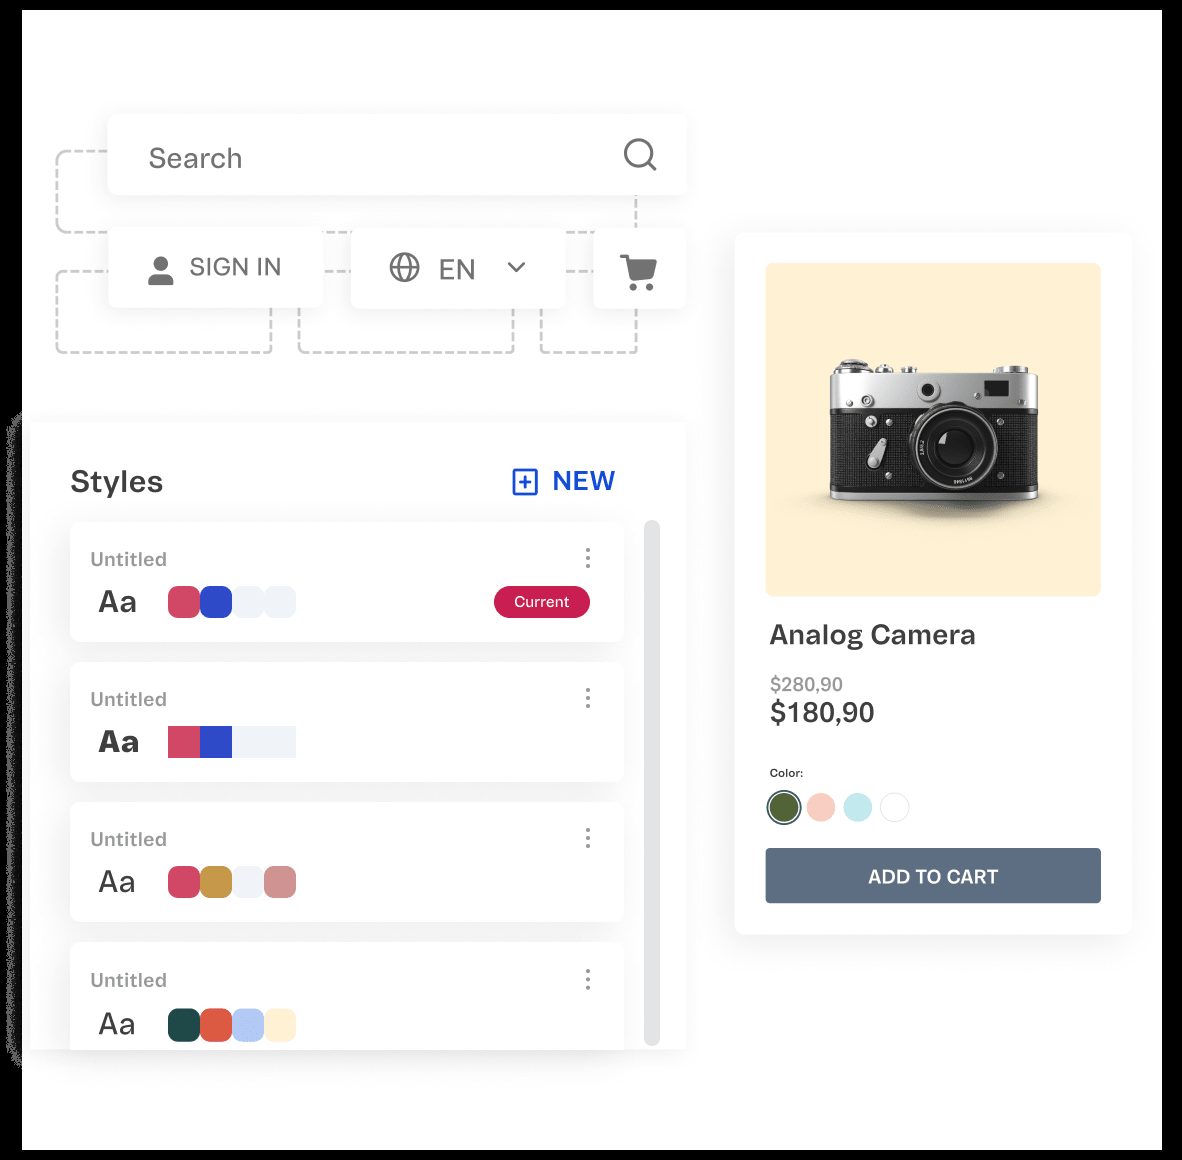 Search
SIGN IN
EN
Styles
NEW
Untitled
Aa
Current
Untitled
Aa
Untitled
Aa
Untitled
Aa
Analog Camera
$280,90
$180,90
Color:
ADD TO CART